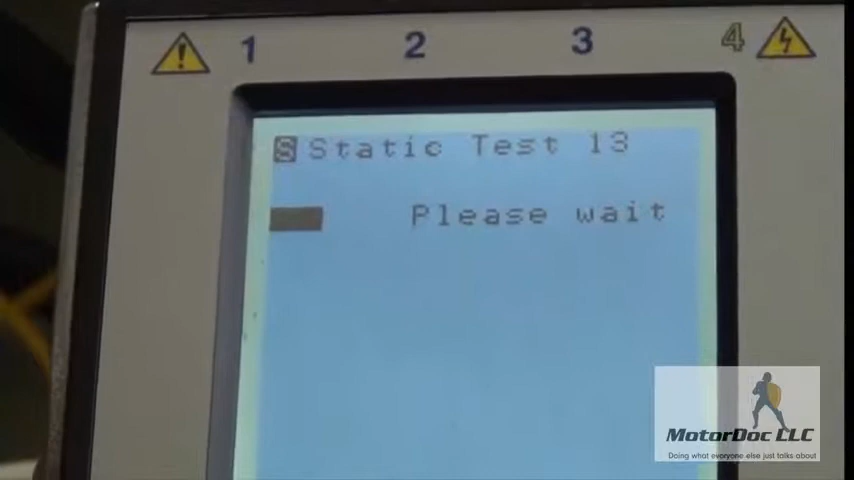 1 2 3 4
S Static Test 13
Please wait
MotorDoc LLC
Doing what everyone else just talks about